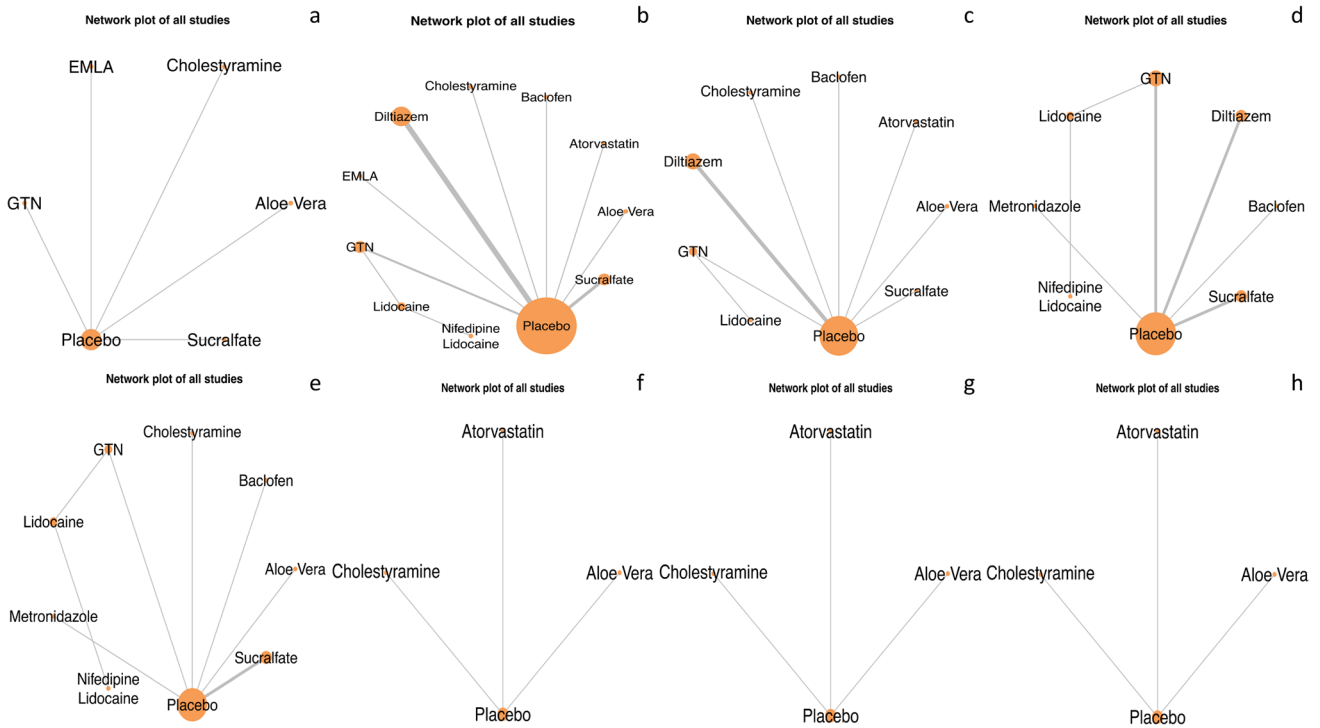 Network plot of all studies
a
EMLA
Cholestyramine
GTN
Aloe Vera
Placebo
Sucralfate
Network plot of all studies
b
Cholestyramine
Baclofen
Diltiazem
Atorvastatin
EMLA
Aloe Vera
GTN
Sucralfate
Lidocaine
Nifedipine
Lidocaine
Placebo
Network plot of all studies
c
Baclofen
Cholestyramine
Atorvastatin
Diltiazem
Aloe Vera
GTN
Sucralfate
Lidocaine
Placebo
Network plot of all studies
d
GTN
Lidocaine
Diltiazem
Metronidazole
Baclofen
Nifedipine
Lidocaine
Sucralfate
Placebo
Network plot of all studies
e
Cholestyramine
GTN
Baclofen
Lidocaine
Aloe Vera
Metronidazole
Sucralfate
Nifedipine
Lidocaine
Placebo
Network plot of all studies
f
Atorvastatin
Cholestyramine
Aloe Vera
Placebo
Network plot of all studies
g
Atorvastatin
Cholestyramine
Aloe Vera
Placebo
Network plot of all studies
h
Atorvastatin
Cholestyramine
Aloe Vera
Placebo